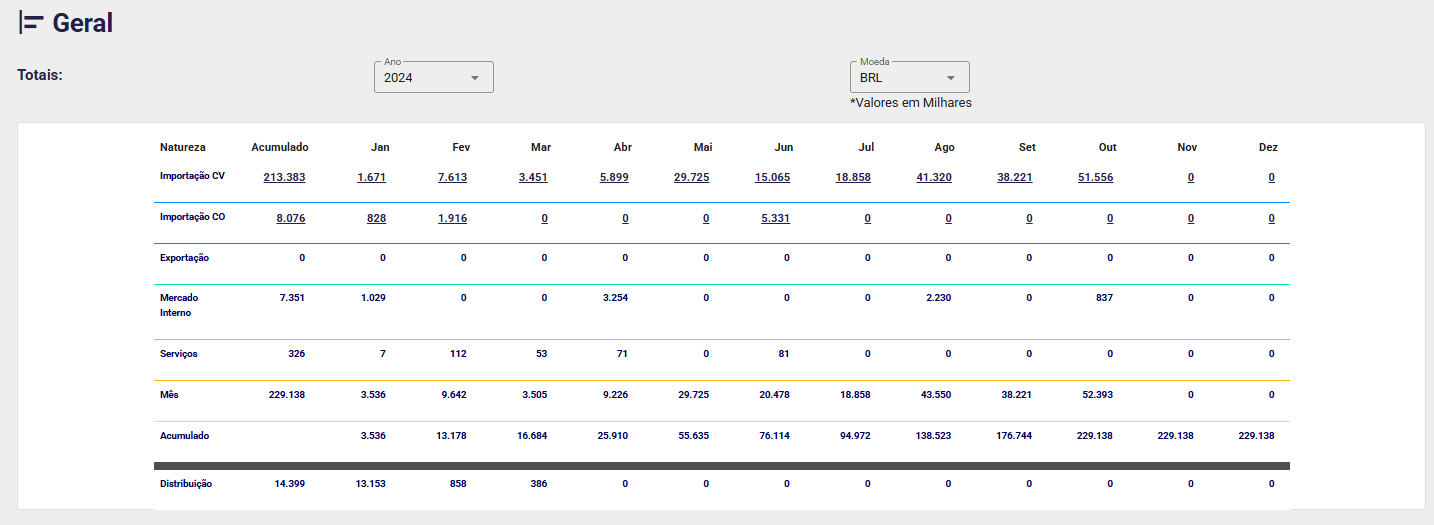 Geral
Totais:
Ano
2024
Moeda
BRL
*Valores em Milhares
Natureza Acumulado Jan Fev Mar Abr Mai Jun Jul Ago Set Out Nov Dez
Importação CV 213.383 1.671 7.613 3.451 5.899 29.725 15.065 18.858 41.320 38.221 51.556 0 0
Importação CO 8.076 828 1.916 0 0 0 5.331 0 0 0 0 0 0
Exportação 0 0 0 0 0 0 0 0 0 0 0 0 0
Mercado 7.351 1.029 0 0 3.254 0 0 0 2.230 0 837 0 0
Interno
Serviços 326 7 112 53 71 0 81 0 0 0 0 0 0
Mês 229.138 3.536 9.642 3.505 9.226 29.725 20.478 18.858 43.550 38.221 52.393 0 0
Acumulado 3.536 13.178 16.684 25.910 55.635 76.114 94.972 138.523 176.744 229.138 229.138 229.138
Distribuição 14.399 13.153 858 386 0 0 0 0 0 0 0 0 0